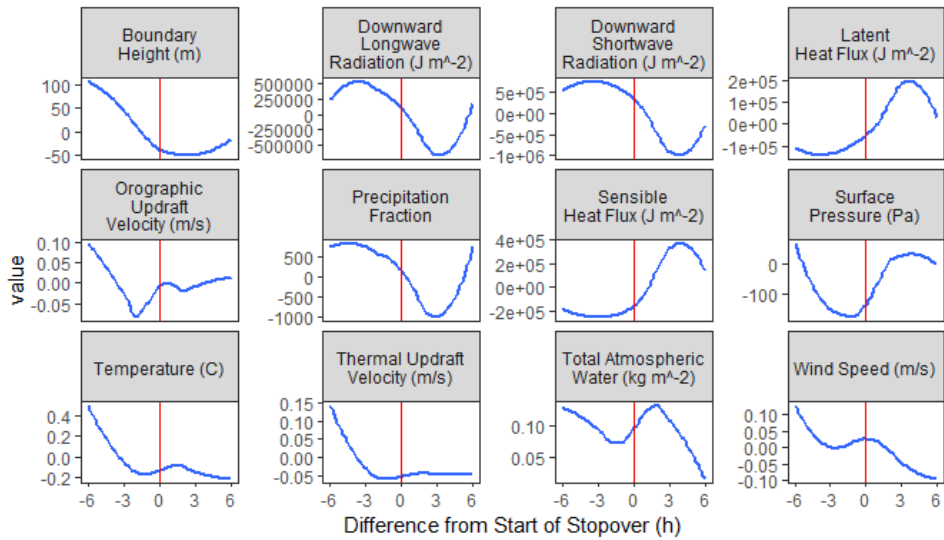 Boundary
Height (m)
Downward
Longwave
Radiation (J m^-2)
Downward
Shortwave
Radiation (J m^-2)
Latent
Heat Flux (J m^-2)
100
50
0
-50
500000
250000
0
-250000
-500000
5e+05
0e+00
-5e+05
-1e+06
2e+05
1e+05
0e+00
-1e+05
Orographic
Updraft
Velocity (m/s)
Precipitation
Fraction
Sensible
Heat Flux (J m^-2)
Surface
Pressure (Pa)
0.10
0.05
0.00
-0.05
500
0
-500
-1000
4e+05
2e+05
0e+00
-2e+05
0
-100
value
Temperature (C)
Thermal Updraft
Velocity (m/s)
Total Atmospheric
Water (kg m^-2)
Wind Speed (m/s)
0.4
0.2
0.0
-0.2
0.15
0.10
0.05
0.00
-0.05
0.10
0.05
0.10
0.05
0.00
-0.05
-0.10
-6 -3 0 3 6
-6 -3 0 3 6
-6 -3 0 3 6
-6 -3 0 3 6
Difference from Start of Stopover (h)